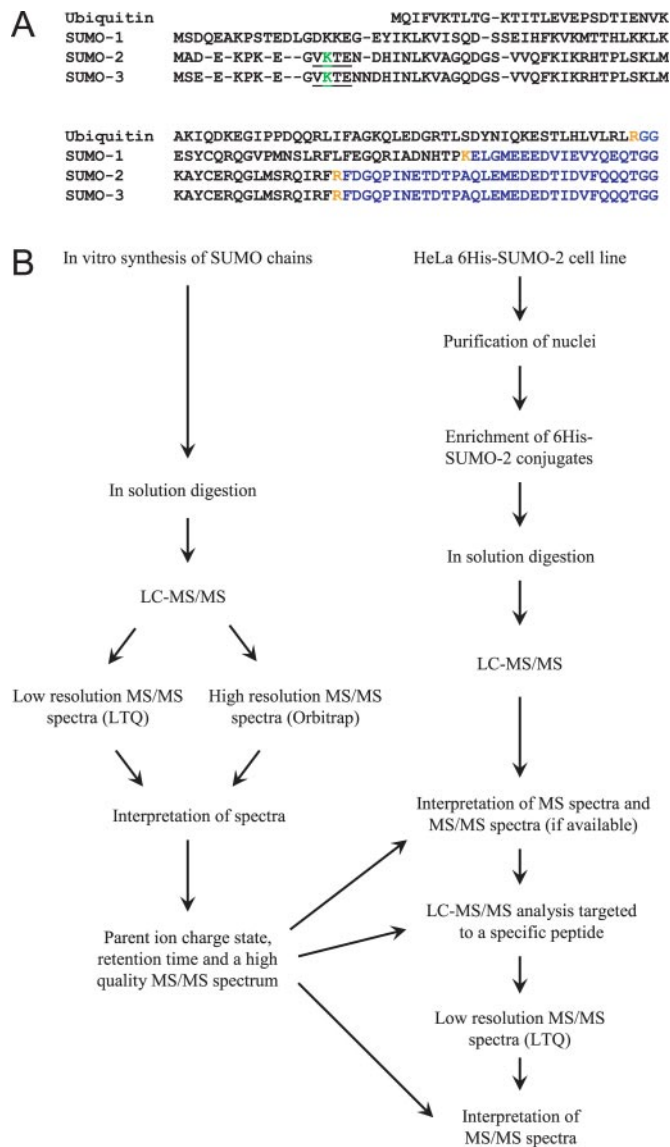 A
Ubiquitin MQIFVKTLTG-KTITLEVEPSDTIENVK
SUMO-1 MSDQEAKPSTEDLGDKKEG-EYIKLKVISQD-SSEIHFKVKMTTHLKKLK
SUMO-2 MAD-E-KPK-E--GVKTEN-DHINLKVAGQDGS-VVQFKIKRHTPLSKLM
SUMO-3 MSE-E-KPK-E--GVKTENNDHINLKVAGQDGS-VVQFKIKRHTPLSKLM
Ubiquitin AKIQDKEGIPPDQQRLIFAGKQLEDGRTLSDYNIQKESTLHLVLRLRGG
SUMO-1 ESYCQRQGVPMNSLRFLFEGQRIADNHTPKELGMEEEDVIEVYQEQTGG
SUMO-2 KAYCERQGLSMRQIRFRFDGQPINETDTPAQLEMEDEDTIDVFQQQTGG
SUMO-3 KAYCERQGLMSRQIRFRFDGQPINETDTPAQLEMEDEDTIDVFQQQTGG
B
In vitro synthesis of SUMO chains
HeLa 6His-SUMO-2 cell line
Purification of nuclei
Enrichment of 6His-
SUMO-2 conjugates
In solution digestion
In solution digestion
LC-MS/MS
LC-MS/MS
Low resolution MS/MS
spectra (LTQ)
High resolution MS/MS
spectra (Orbitrap)
Interpretation of spectra
Interpretation of MS spectra and
MS/MS spectra (if available)
Parent ion charge state,
retention time and a high
quality MS/MS spectrum
LC-MS/MS analysis targeted
to a specific peptide
Low resolution MS/MS
spectra (LTQ)
Interpretation of
MS/MS spectra